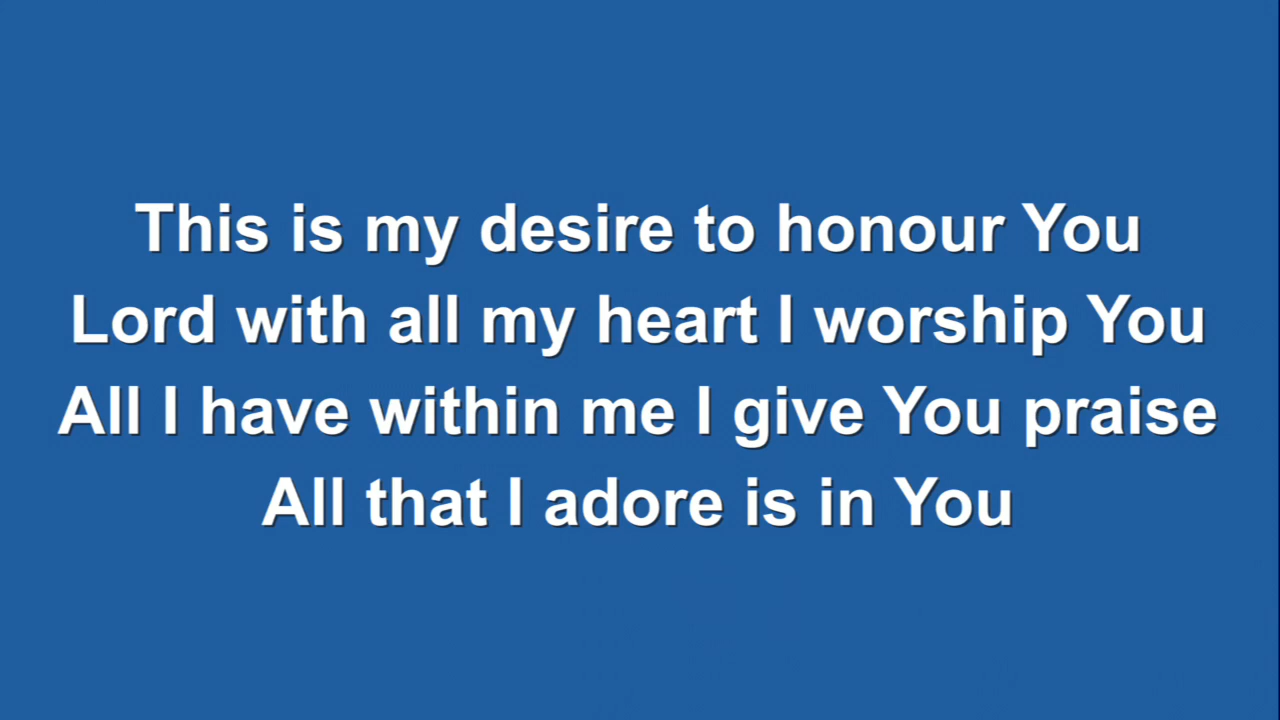 This is my desire to honour You
Lord with all my heart I worship You
All I have within me I give You praise
All that I adore is in You